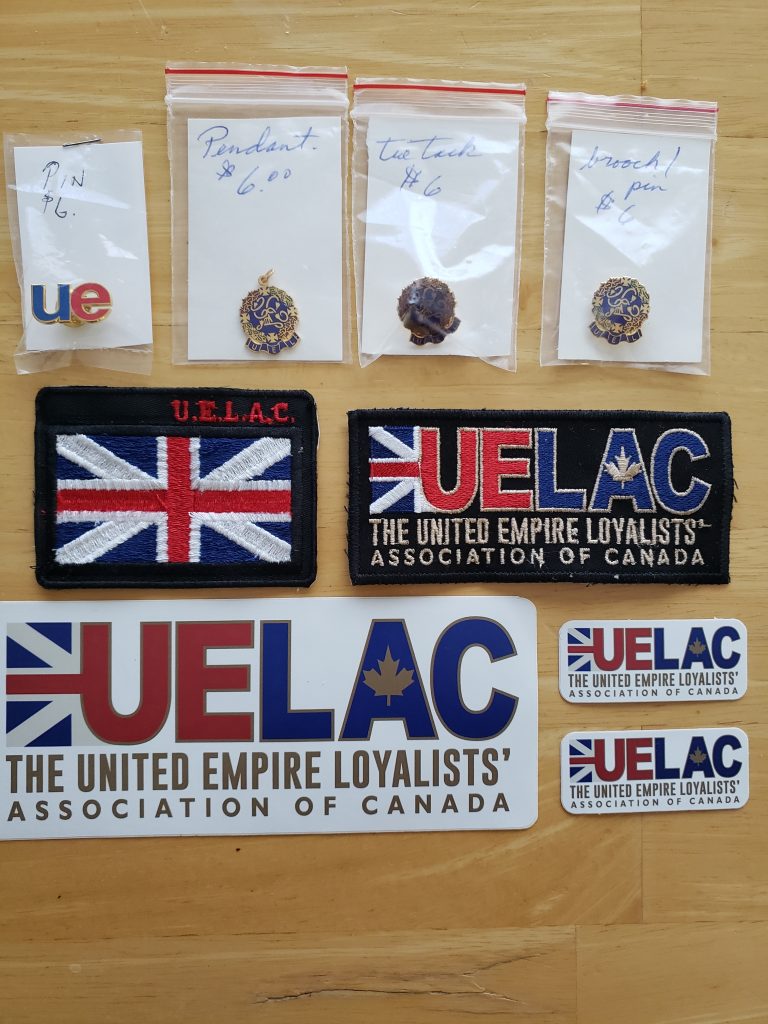 PIN
$6.
ue
Pendant.
$6.00
tie tack
$6
brooch/
pin
$6
UEL
UEL
U.E.L.A.C.
UELAC
THE UNITED EMPIRE LOYALISTS'
ASSOCIATION OF CANADA
UELAC
THE UNITED EMPIRE LOYALISTS'
ASSOCIATION OF CANADA
UELAC
THE UNITED EMPIRE LOYALISTS'
ASSOCIATION OF CANADA
UELAC
THE UNITED EMPIRE LOYALISTS'
ASSOCIATION OF CANADA